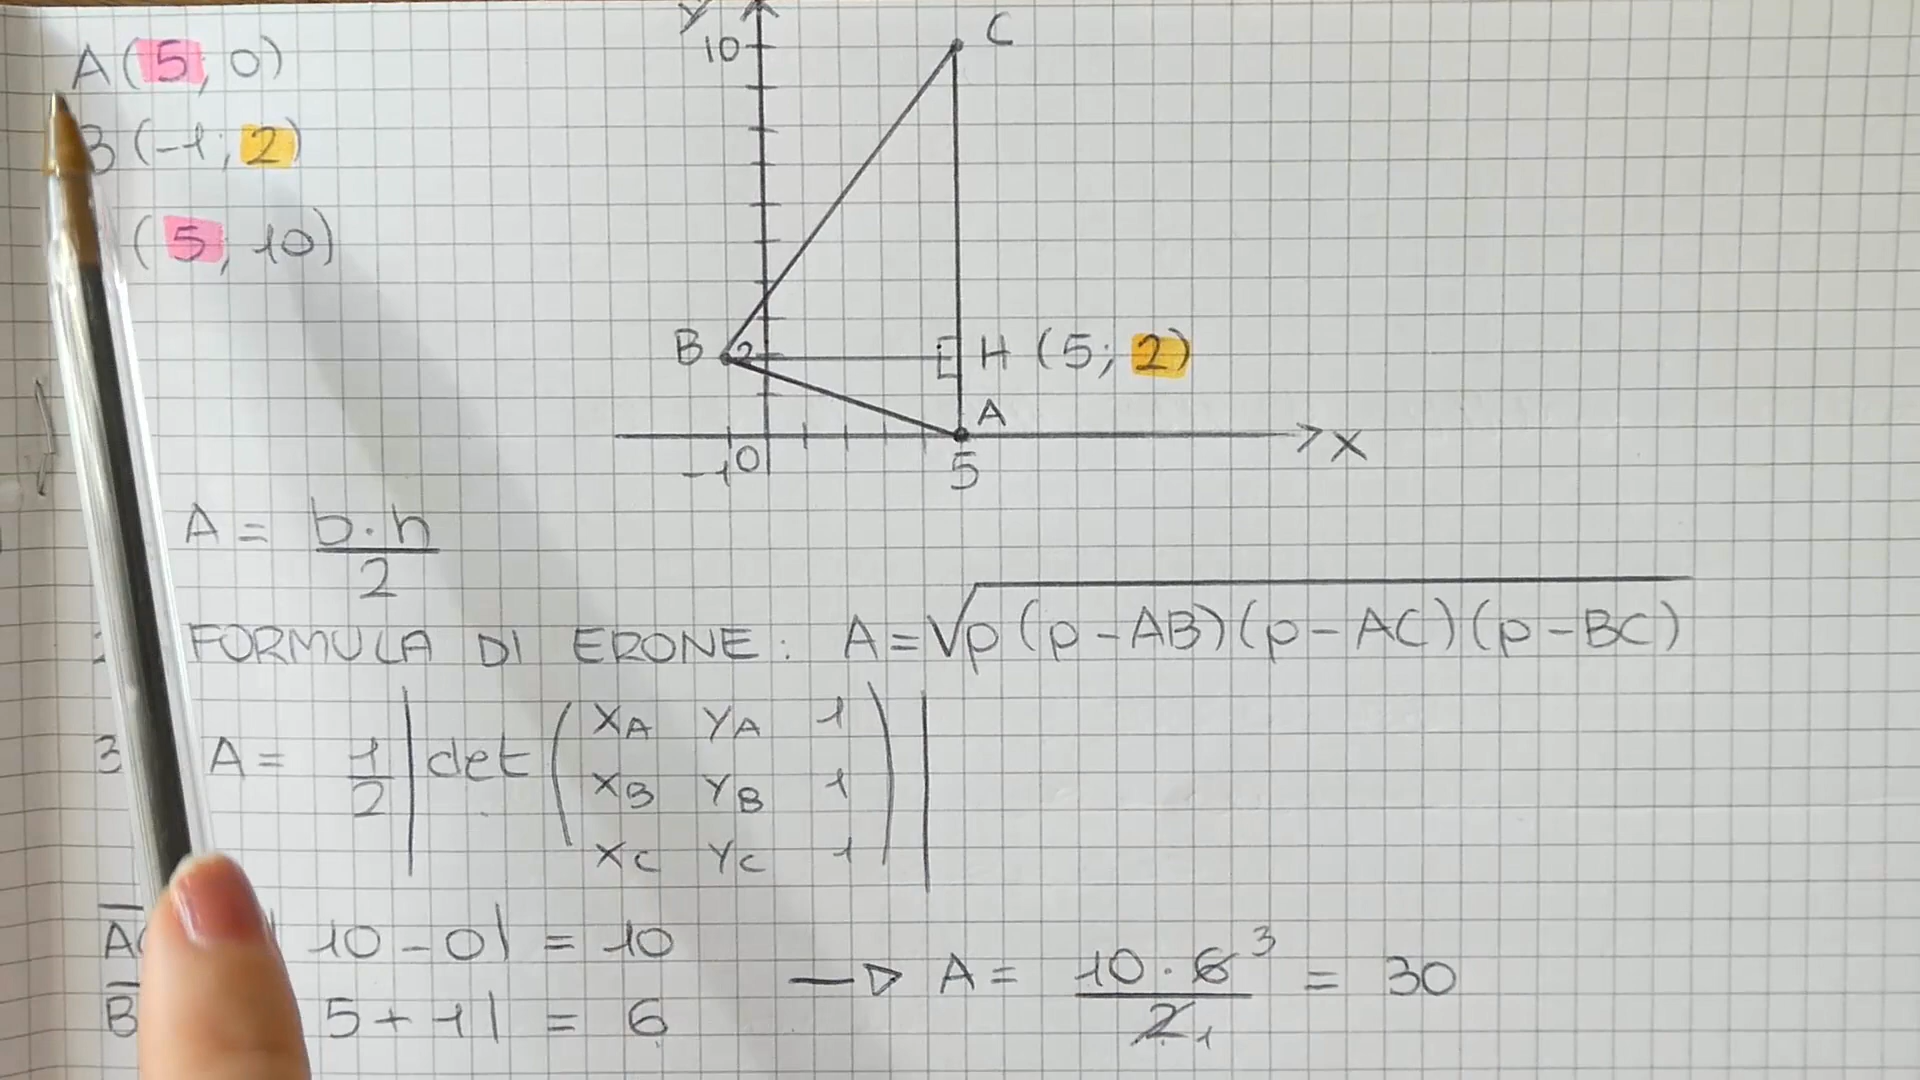 A(5; 0)
B(-1; 2)
(5; 10)
y
10
C
B
2
H (5; 2)
A
-1
0
5
x
A = b·h/2
FORMULA DI ERONE: A=√p(p-AB)(p-AC)(p-BC)
3 A = 1/2 |det(
xA yA 1
xB yB 1
xC yC 1
)|
10-0| = 10
5+1| = 6
→ A = 10·6 3 / 2 1 = 30